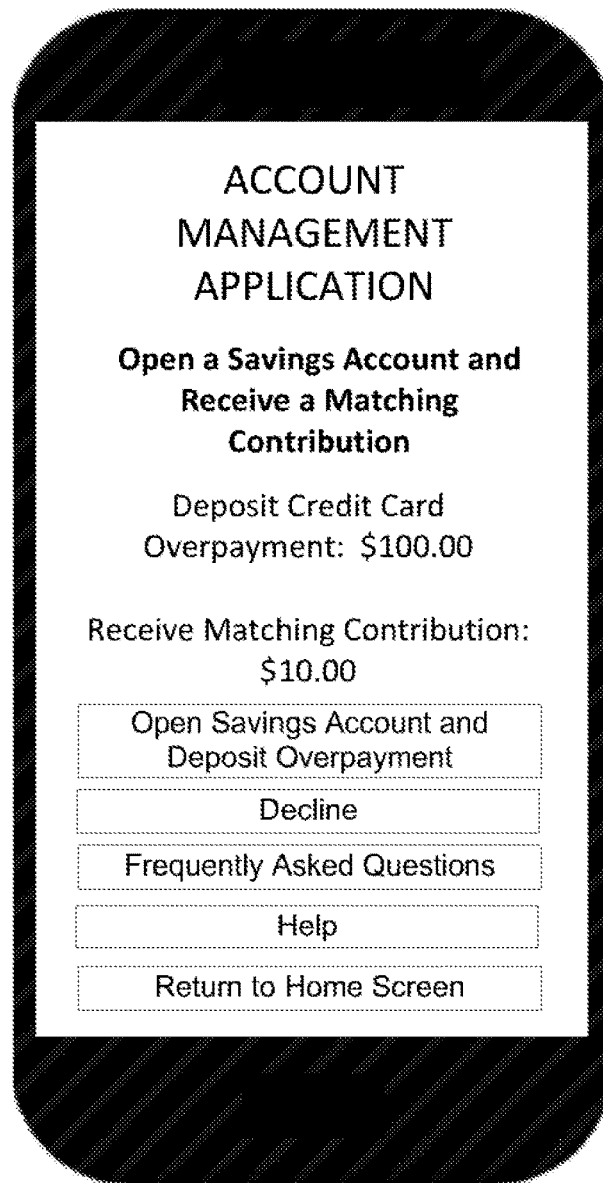 ACCOUNT
MANAGEMENT
APPLICATION
Open a Savings Account and
Receive a Matching
Contribution
Deposit Credit Card
Overpayment: $100.00
Receive Matching Contribution:
$10.00
Open Savings Account and
Deposit Overpayment
Decline
Frequently Asked Questions
Help
Return to Home Screen